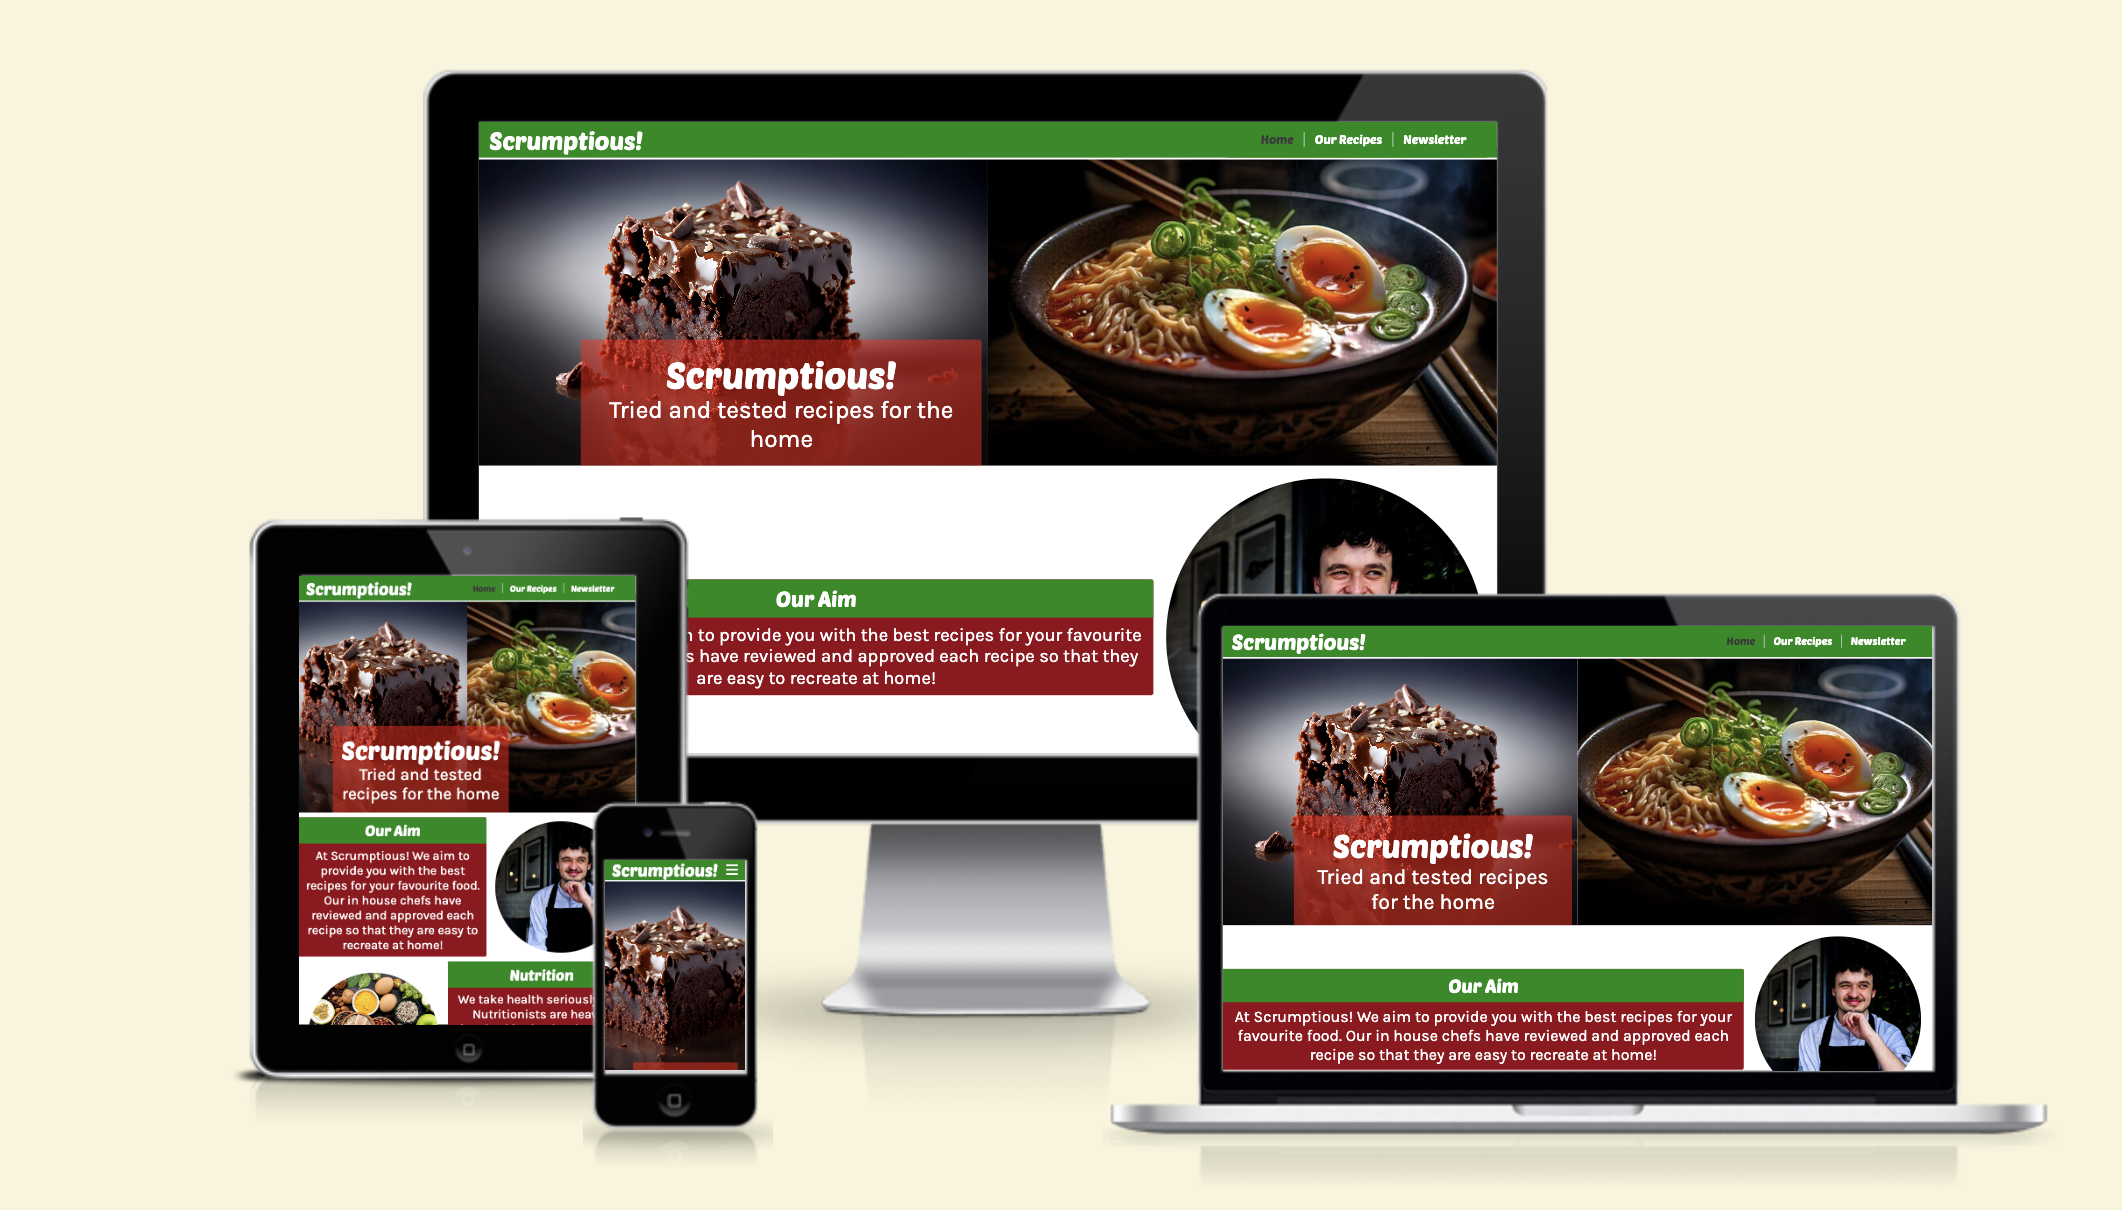 Scrumptious!
Home
Our Recipes
Newsletter
Scrumptious!
Tried and tested recipes for the
home
Our Aim
to provide you with the best recipes for your favourite
have reviewed and approved each recipe so that they
are easy to recreate at home!
Scrumptious!
Home
Our Recipes
Newsletter
Scrumptious!
Tried and tested
recipes for the home
Our Aim
At Scrumptious! We aim to
provide you with the best
recipes for your favourite food.
Our in house chefs have
reviewed and approved each
recipe so that they are easy to
recreate at home!
Nutrition
We take health
Nutritionists are
Scrumptious!
Scrumptious!
Home
Our Recipes
Newsletter
Scrumptious!
Tried and tested recipes
for the home
Our Aim
At Scrumptious! We aim to provide you with the best recipes for your
favourite food. Our in house chefs have reviewed and approved each
recipe so that they are easy to recreate at home!